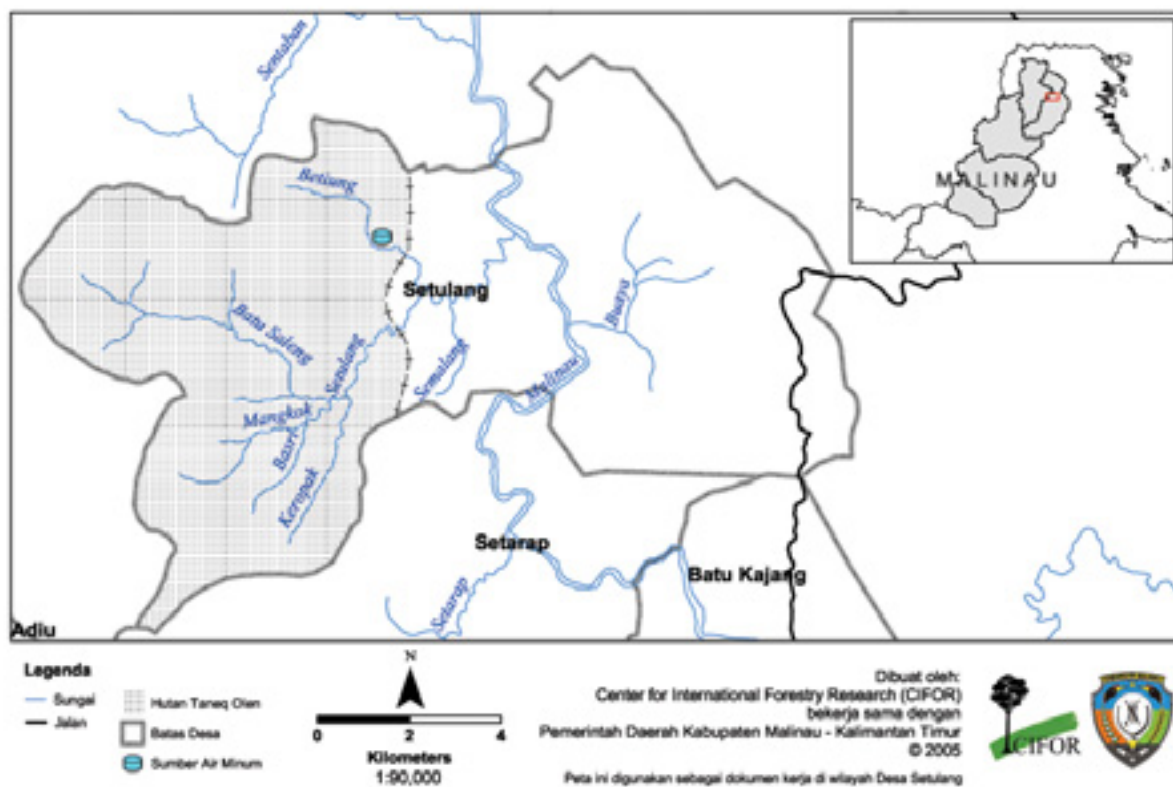 Sentaban
MALINAU
Betiung
Setulang
Buaya
Batu Saleng
Setulang
Semalang
Malinau
Mangkok
Basri
Keropak
Setarap
Batu Kajang
Setarap
Adiu
Legenda
Sungai
Jalan
Hutan Taneq Olen
Batas Desa
Sumber Air Minum
N
0 2 4
Kilometers
1:90,000
Dibuat oleh:
Center for International Forestry Research (CIFOR)
bekerja sama dengan
Pemerintah Daerah Kabupaten Malinau - Kalimantan Timur
© 2005
Peta ini digunakan sebagai dokumen kerja di wilayah Desa Setulang
CIFOR